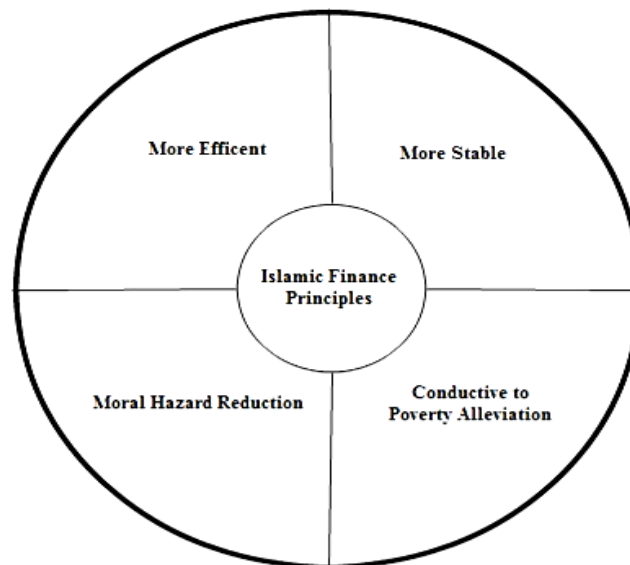 More Efficent
More Stable
Islamic Finance
Principles
Moral Hazard Reduction
Conductive to
Poverty Alleviation